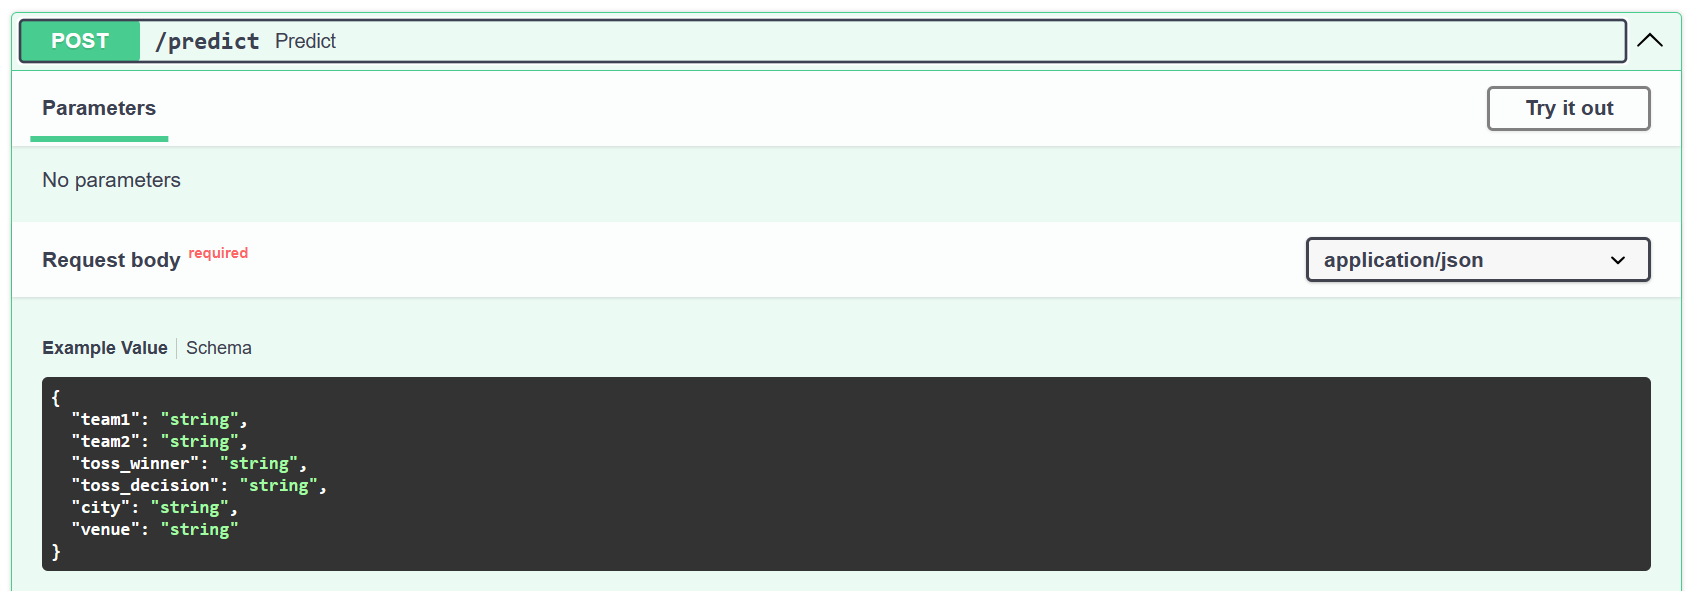 POST /predict Predict
Parameters
Try it out
No parameters
Request body required
application/json
Example Value Schema
{
  "team1": "string",
  "team2": "string",
  "toss_winner": "string",
  "toss_decision": "string",
  "city": "string",
  "venue": "string"
}